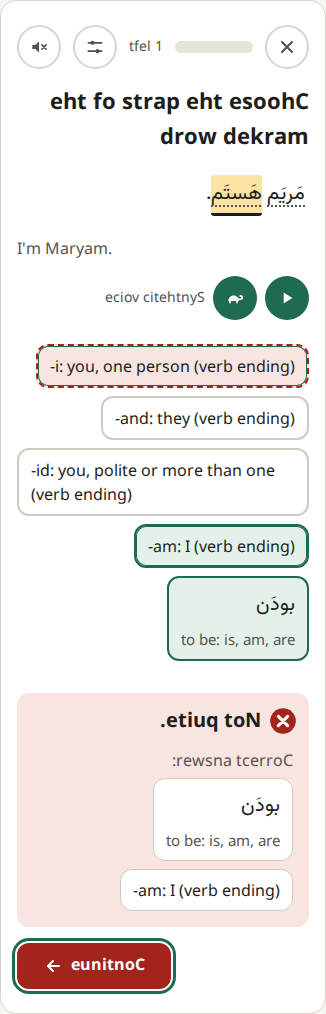 tfel 1
eht fo strap eht esoohC
drow dekram
مَریَم هَستَم.
I'm Maryam.
eciov citehtnyS
-i: you, one person (verb ending)
-and: they (verb ending)
-id: you, polite or more than one
(verb ending)
-am: I (verb ending)
بودَن
to be: is, am, are
.etiuq toN
:rewsna tcerroC
بودَن
to be: is, am, are
-am: I (verb ending)
eunitnoC